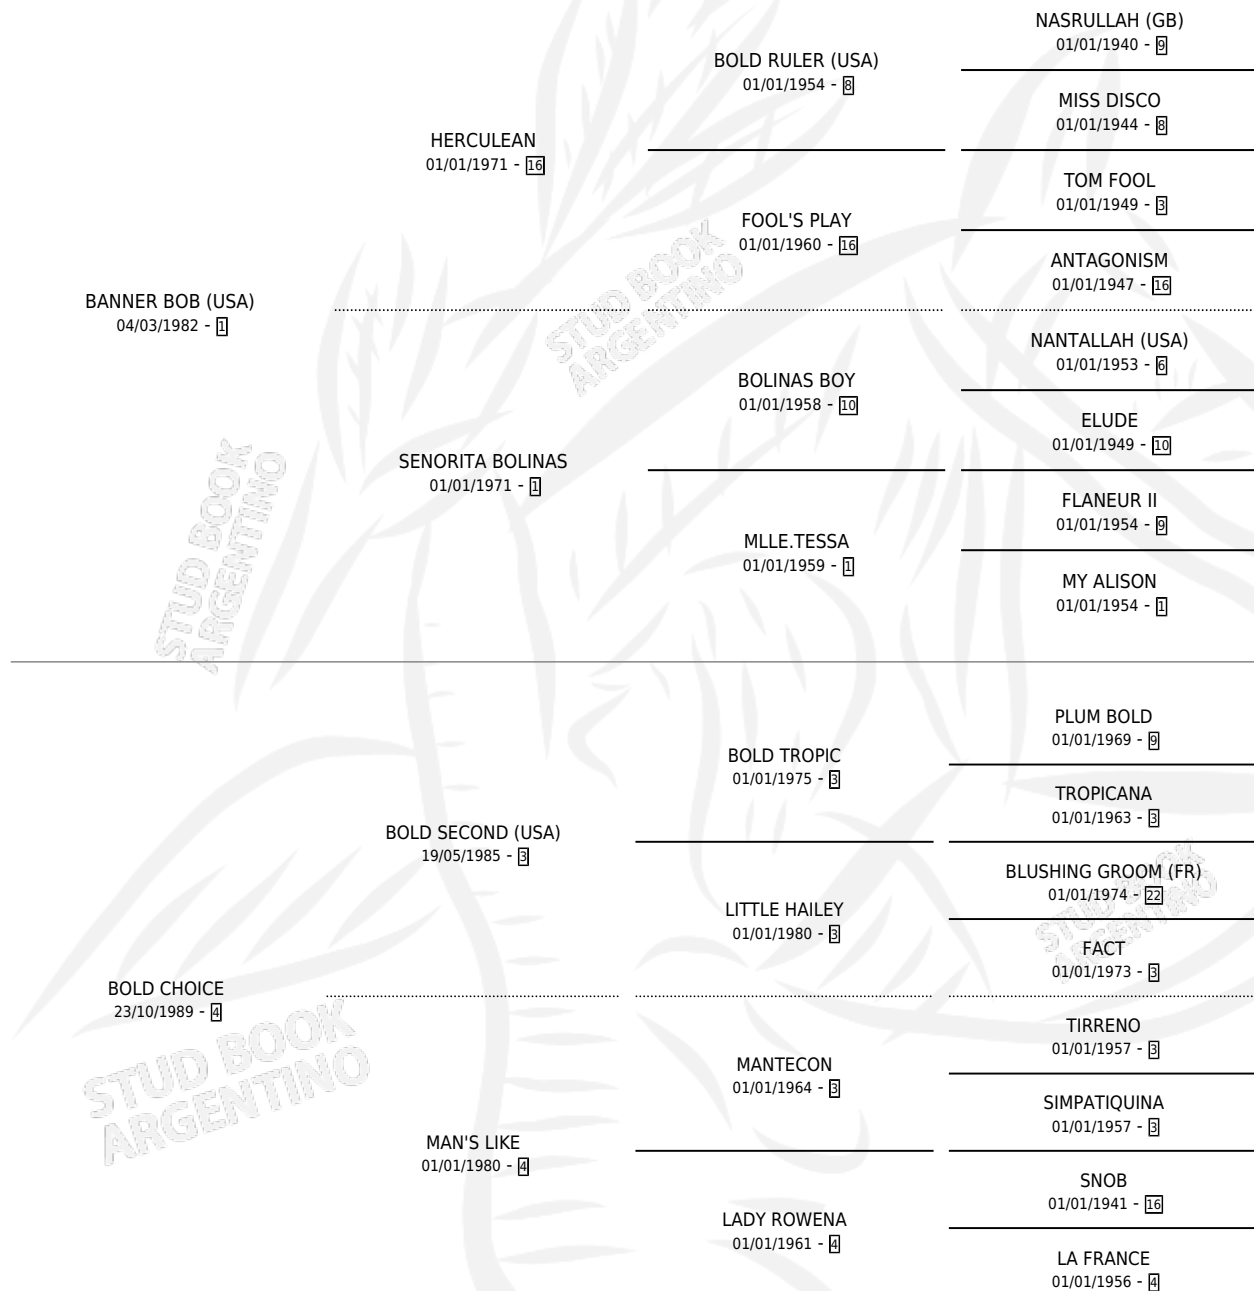 NASRULLAH (GB)
01/01/1940 - 9
BOLD RULER (USA)
01/01/1954 - 8
MISS DISCO
01/01/1944 - 8
HERCULEAN
01/01/1971 - 16
TOM FOOL
01/01/1949 - 3
FOOL'S PLAY
01/01/1960 - 16
ANTAGONISM
01/01/1947 - 16
BANNER BOB (USA)
04/03/1982 - 1
NANTALLAH (USA)
01/01/1953 - 6
BOLINAS BOY
01/01/1958 - 10
ELUDE
01/01/1949 - 10
SENORITA BOLINAS
01/01/1971 - 1
FLANEUR II
01/01/1954 - 9
MLLE.TESSA
01/01/1959 - 1
MY ALISON
01/01/1954 - 1
PLUM BOLD
01/01/1969 - 9
BOLD TROPIC
01/01/1975 - 3
TROPICANA
01/01/1963 - 3
BOLD SECOND (USA)
19/05/1985 - 3
BLUSHING GROOM (FR)
01/01/1974 - 22
LITTLE HAILEY
01/01/1980 - 3
FACT
01/01/1973 - 3
BOLD CHOICE
23/10/1989 - 4
TIRRENO
01/01/1957 - 3
MANTECON
01/01/1964 - 3
SIMPATIQUINA
01/01/1957 - 3
MAN'S LIKE
01/01/1980 - 4
SNOB
01/01/1941 - 16
LADY ROWENA
01/01/1961 - 4
LA FRANCE
01/01/1956 - 4
STUD BOOK
ARGENTINO
STUD BOOK
ARGENTINO
STUD BOOK
ARGENTINO
STUD BOOK
ARGENTINO